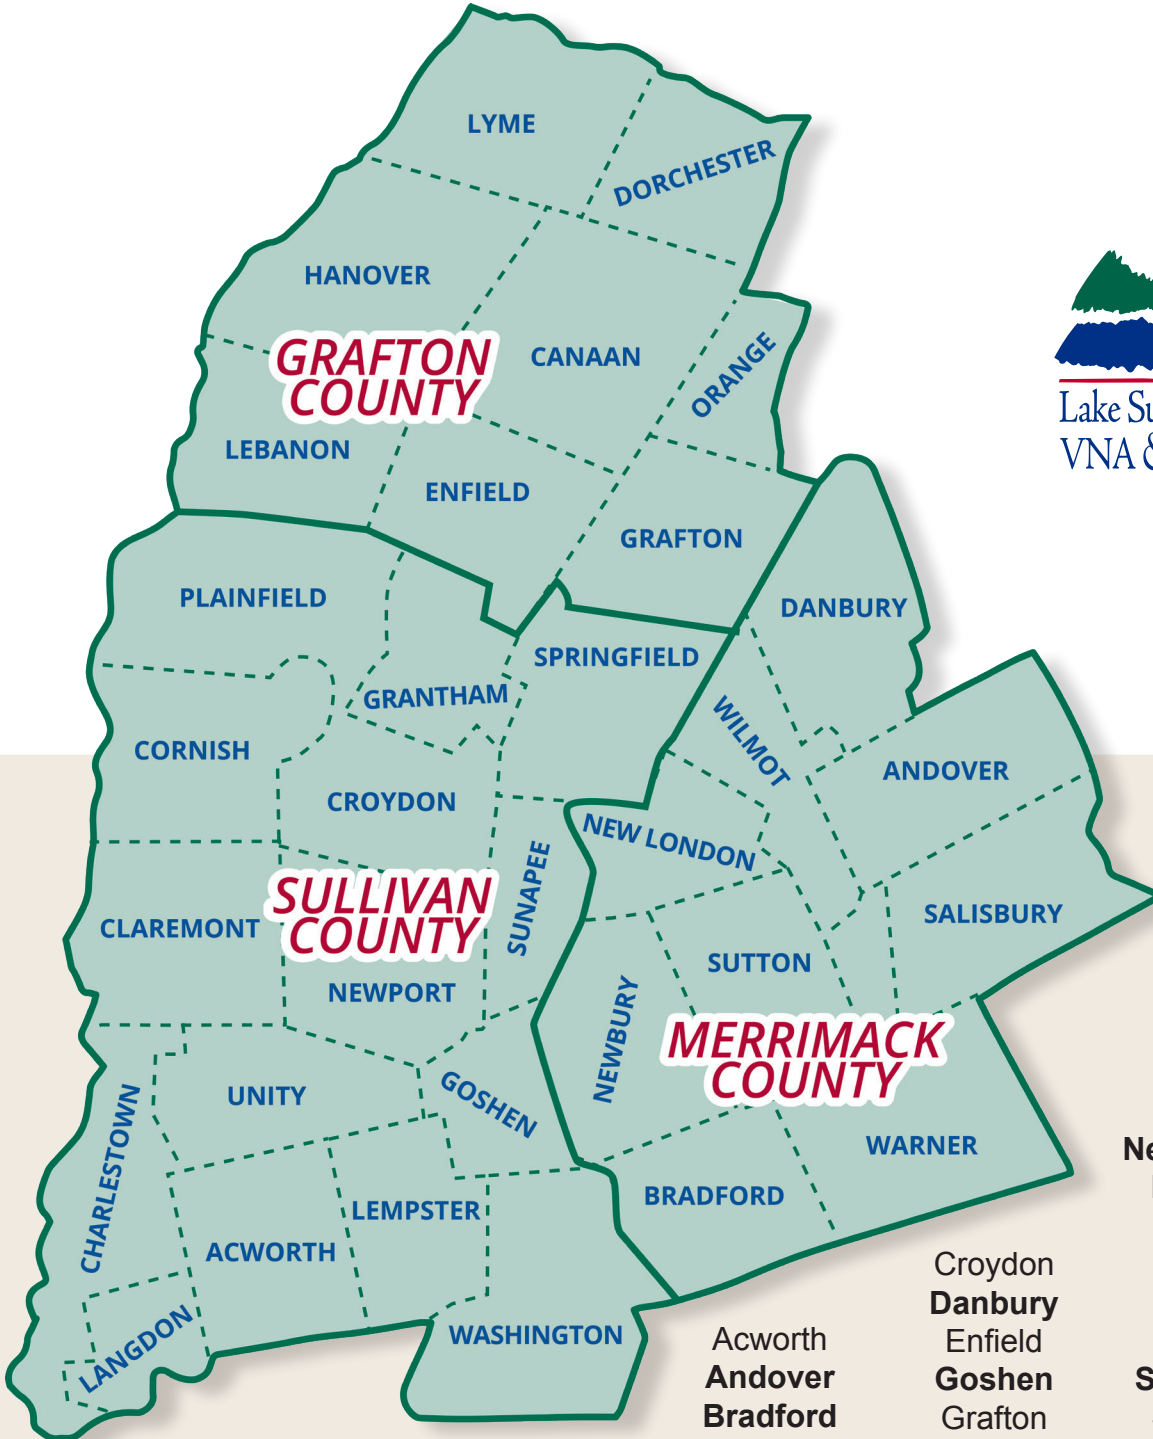 LYME
DORCHESTER
HANOVER
GRAFTON
COUNTY
CANAAN
ORANGE
LEBANON
ENFIELD
GRAFTON
PLAINFIELD
DANBURY
SPRINGFIELD
GRANTHAM
WILMOT
CORNISH
ANDOVER
CROYDON
NEW LONDON
SULLIVAN
COUNTY
SUNAPEE
CLAREMONT
SALISBURY
SUTTON
NEWPORT
NEWBURY
MERRIMACK
COUNTY
UNITY
GOSHEN
CHARLESTOWN
WARNER
BRADFORD
LEMPSTER
ACWORTH
LANGDON
WASHINGTON
Lake Su
VNA &
Acworth
Andover
Bradford
Croydon
Danbury
Enfield
Goshen
Grafton
Ne
S